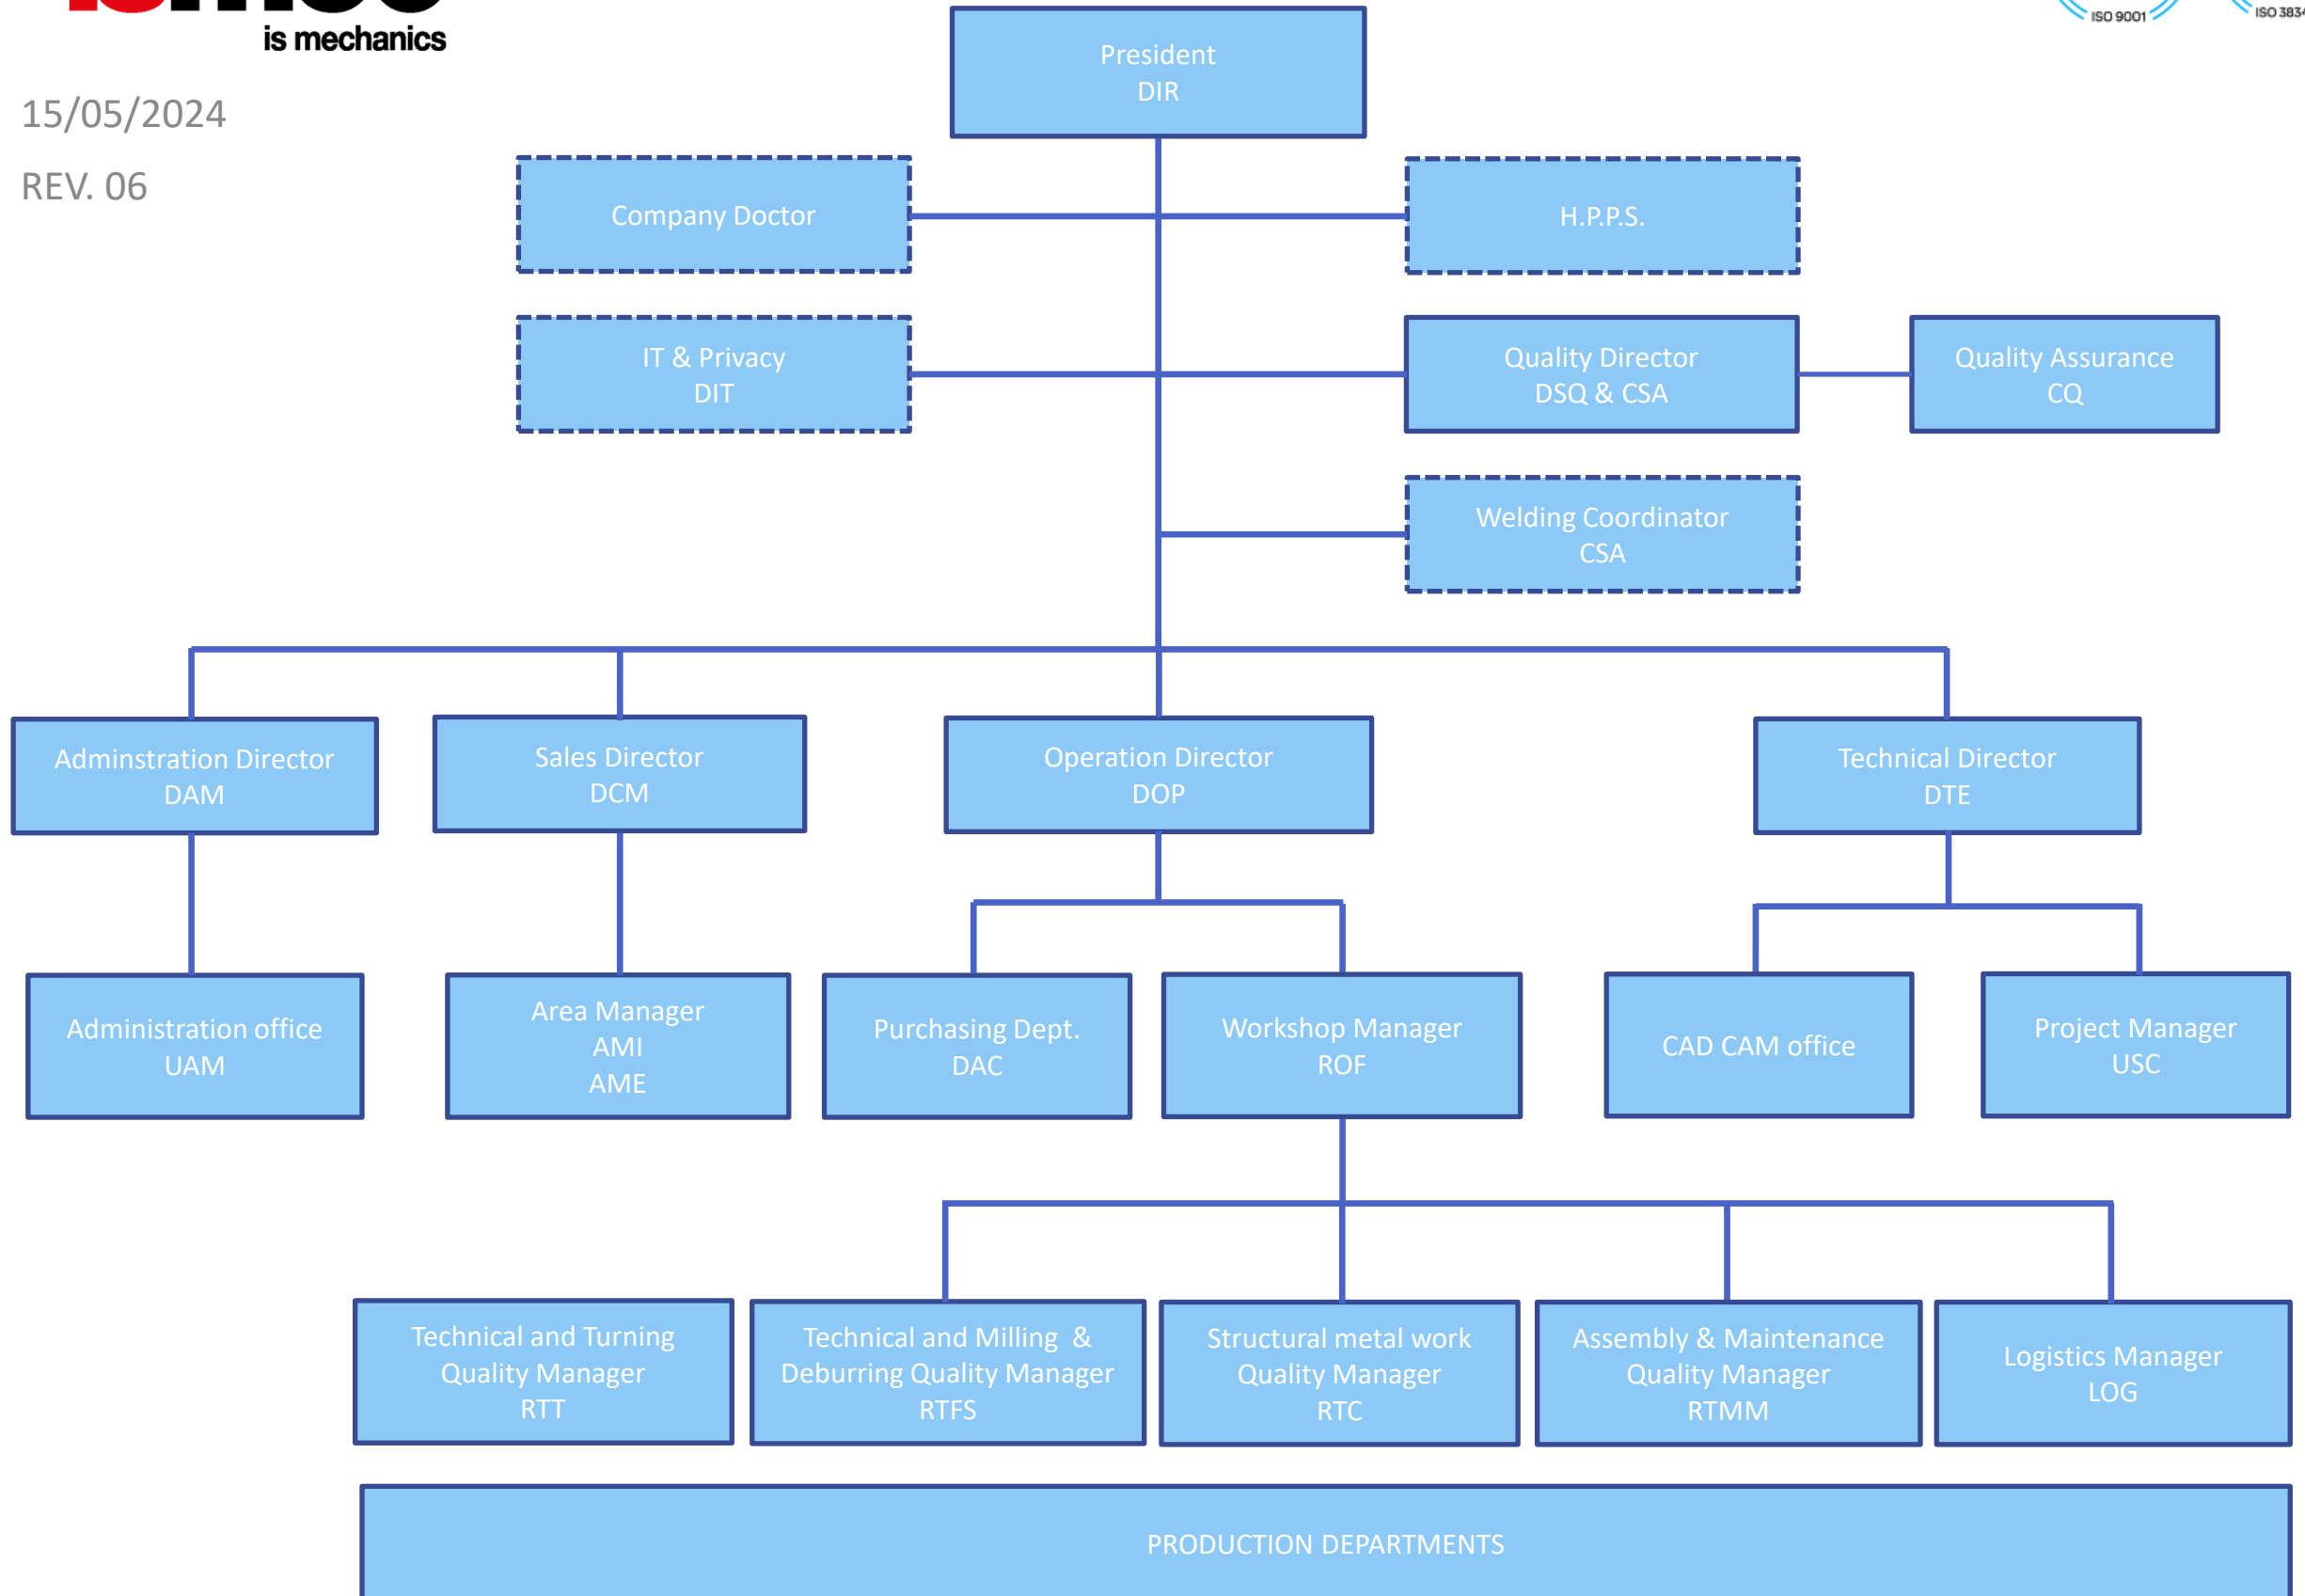 is mechanics
ISO 9001
ISO 3834
15/05/2024
REV. 06
President
DIR
Company Doctor
H.P.P.S.
IT & Privacy
DIT
Quality Director
DSQ & CSA
Quality Assurance
CQ
Welding Coordinator
CSA
Adminstration Director
DAM
Sales Director
DCM
Operation Director
DOP
Technical Director
DTE
Administration office
UAM
Area Manager
AMI
AME
Purchasing Dept.
DAC
Workshop Manager
ROF
CAD CAM office
Project Manager
USC
Technical and Turning
Quality Manager
RTT
Technical and Milling &
Deburring Quality Manager
RTFS
Structural metal work
Quality Manager
RTC
Assembly & Maintenance
Quality Manager
RTMM
Logistics Manager
LOG
PRODUCTION DEPARTMENTS